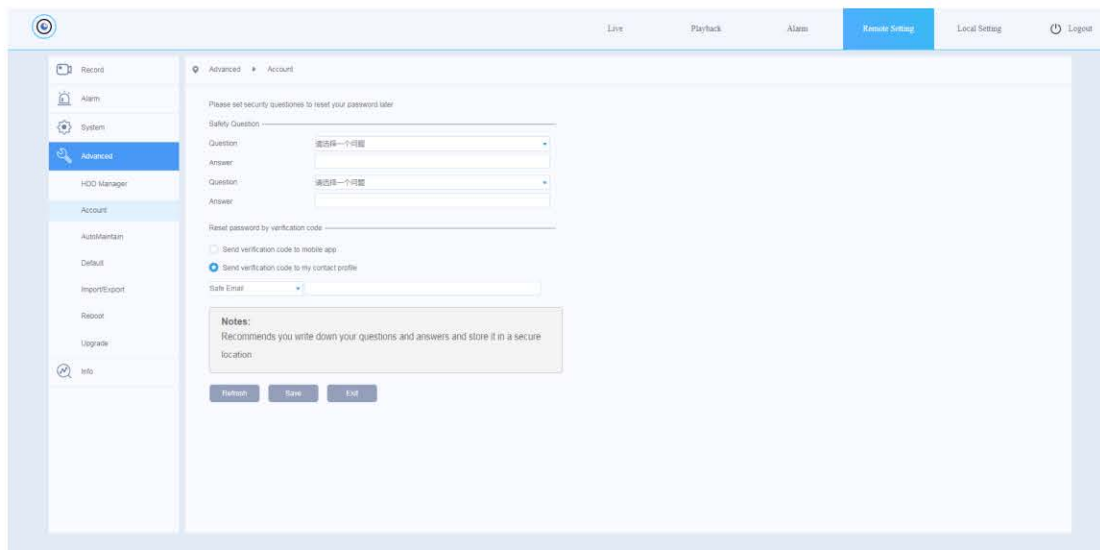 Live Playback Alarm Remote Setting Local Setting Logout
Record
Alarm
System
Advanced
HDD Manager
Account
AutoMaintain
Default
Import/Export
Reboot
Upgrade
Info
Advanced Account
Please set security questiones to reset your password later
Safety Question
Question 请选择一个问题
Answer
Question 请选择一个问题
Answer
Reset password by verification code
Send verification code to mobile app
Send verification code to my contact profile
Safe Email
Notes:
Recommends you write down your questions and answers and store it in a secure
location
Refresh Save Exit